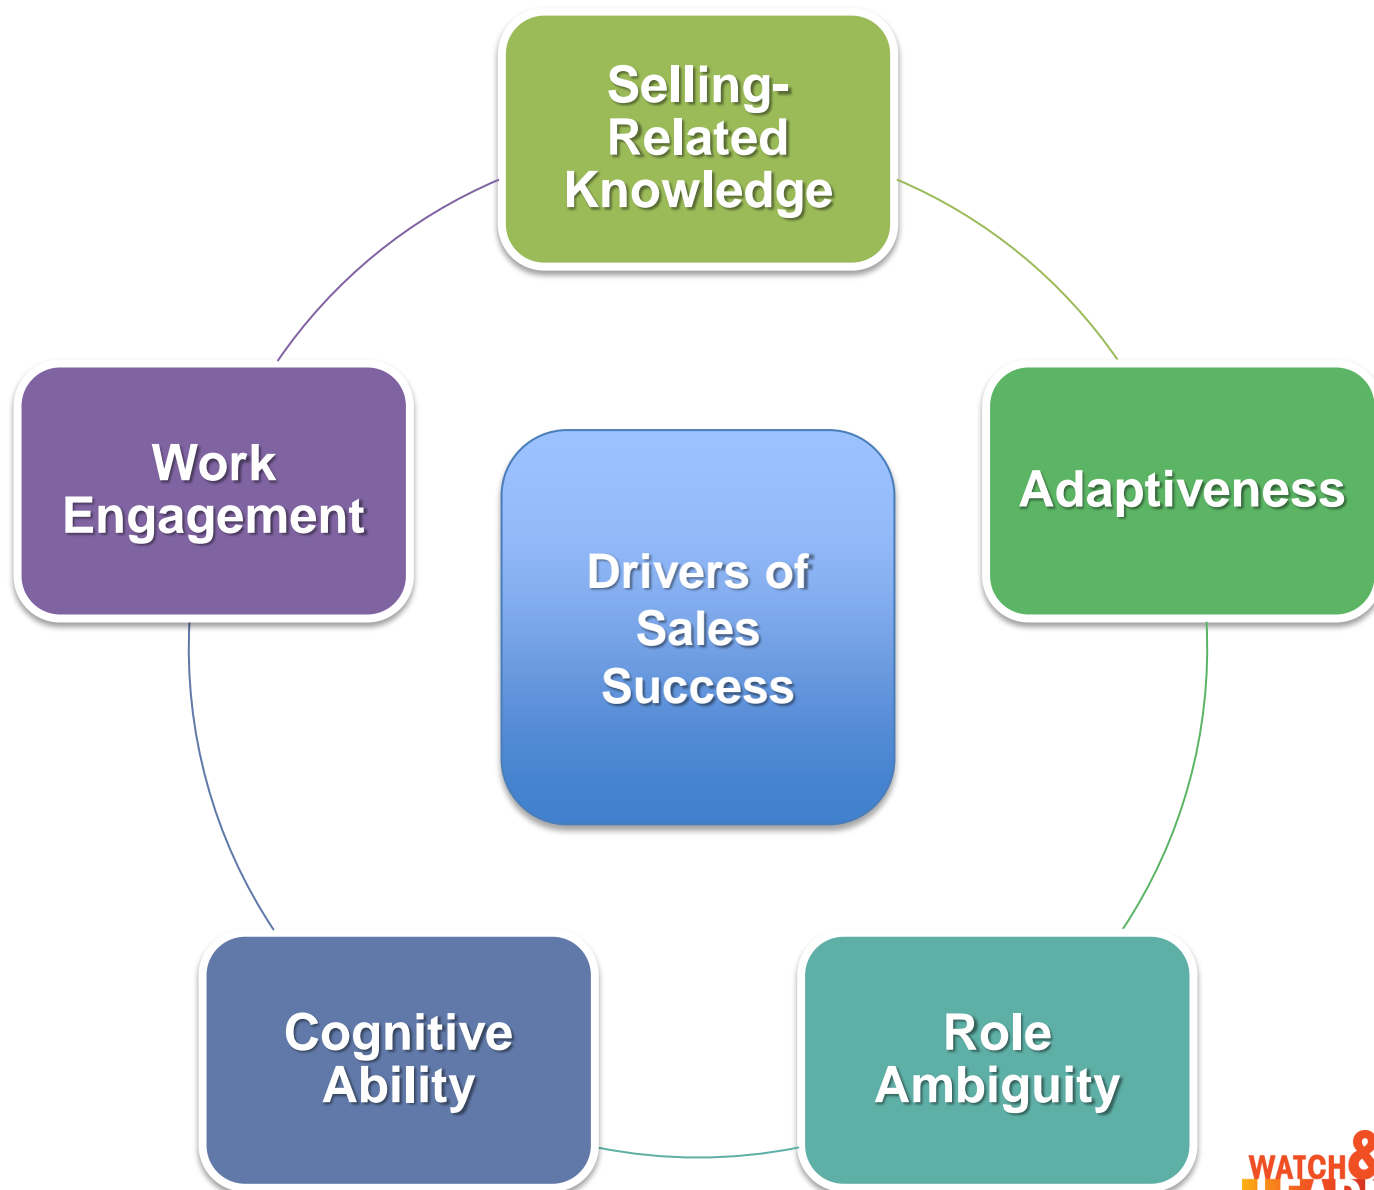 Selling-
Related
Knowledge
Work
Engagement
Adaptiveness
Drivers of
Sales
Success
Cognitive
Ability
Role
Ambiguity
WATCH&